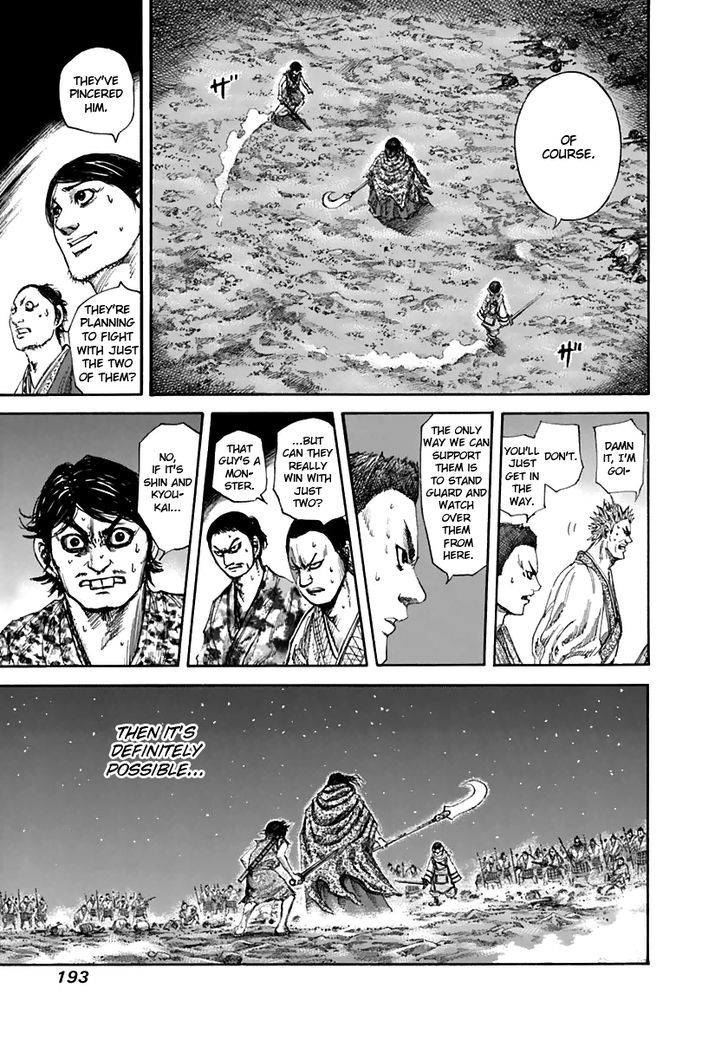 OF
COURSE.
ザ"
ザ"
THEY'VE
PINCERED
HIM.
THEY'RE
PLANNING
TO FIGHT
WITH JUST
THE TWO
OF THEM?
DAMN
IT, I'M
GOI-
DON'T.
YOU'LL
JUST
GET IN
THE WAY.
THE ONLY
WAY WE CAN
SUPPORT
THEM IS
TO STAND
GUARD AND
WATCH
OVER
THEM FROM
HERE.
...BUT
CAN THEY
REALLY
WIN WITH
JUST
TWO?
THAT
GUY'S A
MON-
STER.
NO,
IF IT'S
SHIN AND
KYOU-
KAI...
THEN IT'S
DEFINITELY
POSSIBLE...
193